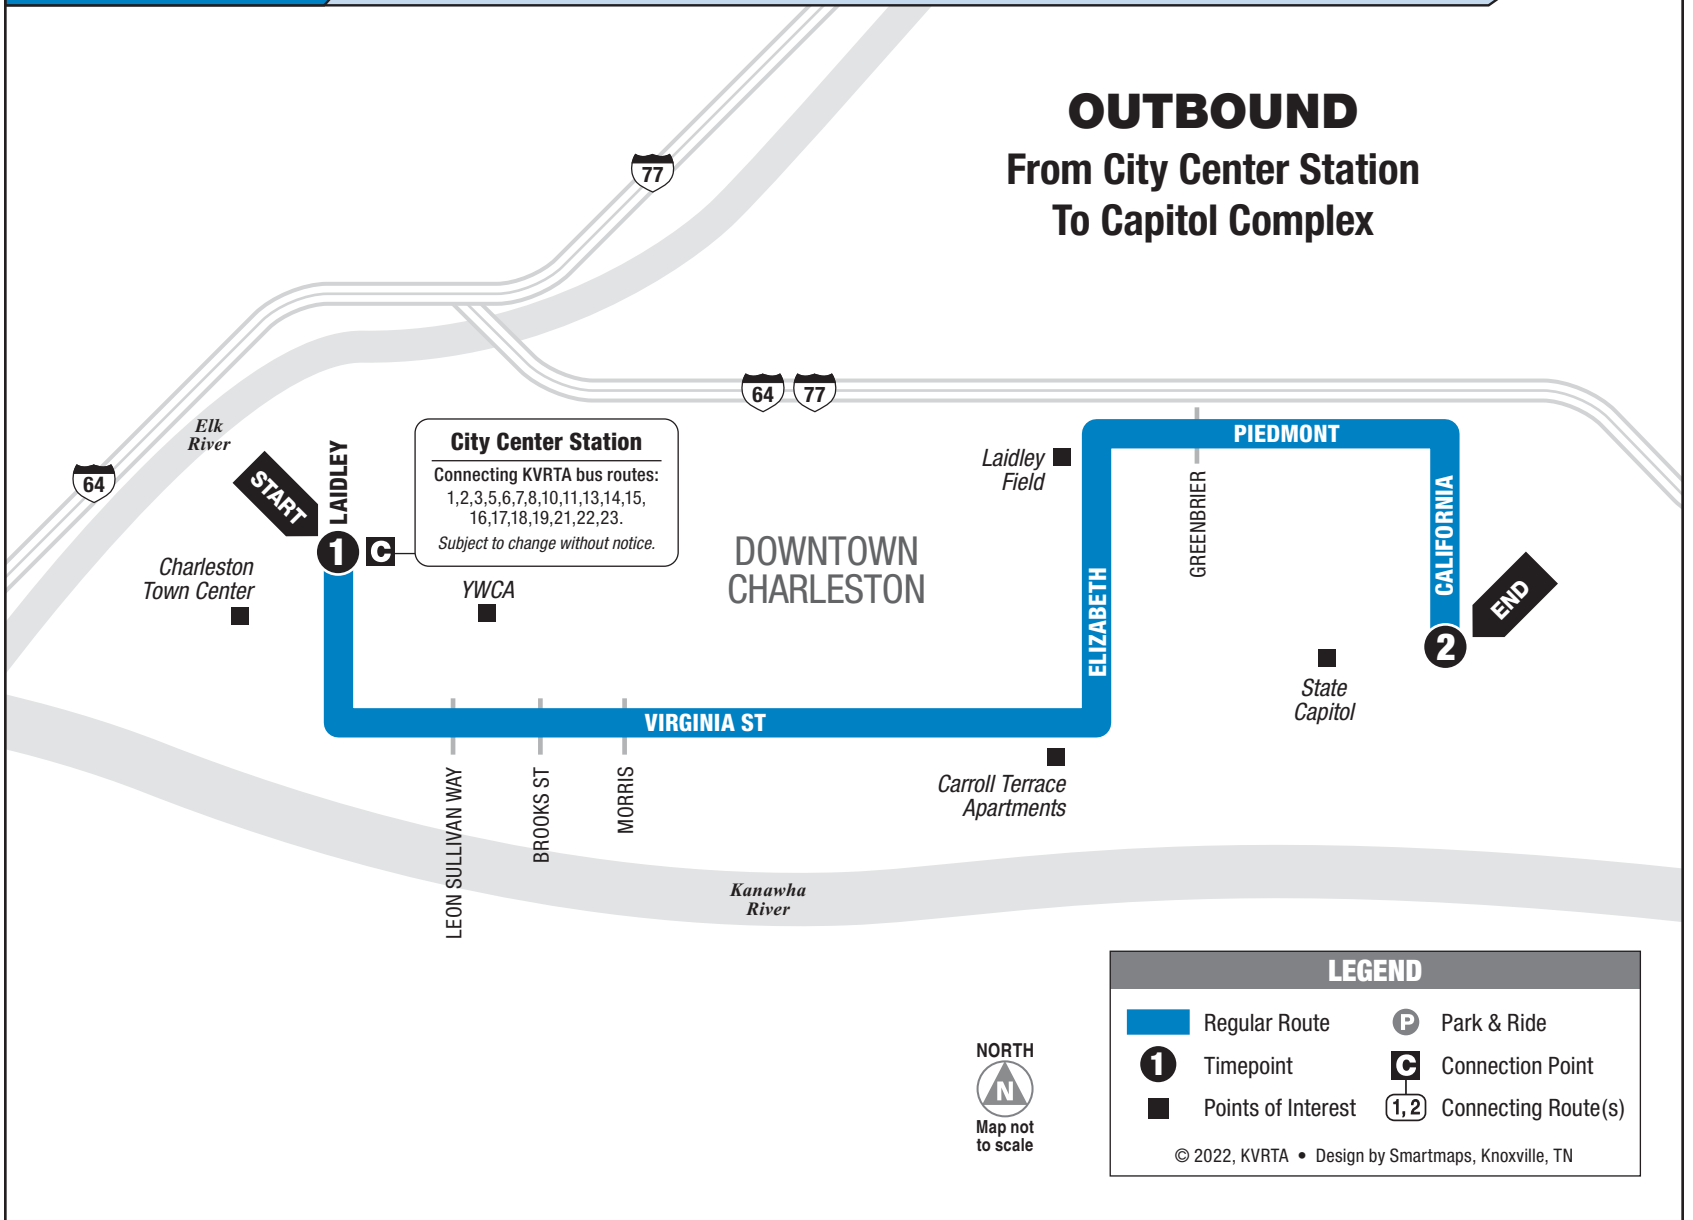 OUTBOUND
From City Center Station
To Capitol Complex
77
64
77
Elk
River
64
START
LAIDLEY
1
C
City Center Station
Connecting KVRTA bus routes:
1,2,3,5,6,7,8,10,11,13,14,15,
16,17,18,19,21,22,23.
Subject to change without notice.
Charleston
Town Center
YWCA
DOWNTOWN
CHARLESTON
Laidley
Field
PIEDMONT
GREENBRIER
ELIZABETH
CALIFORNIA
END
2
State
Capitol
VIRGINIA ST
LEON SULLIVAN WAY
BROOKS ST
MORRIS
Carroll Terrace
Apartments
Kanawha
River
NORTH
N
Map not
to scale
LEGEND
Regular Route
P Park & Ride
1 Timepoint
C Connection Point
Points of Interest
1,2 Connecting Route(s)
© 2022, KVRTA • Design by Smartmaps, Knoxville, TN